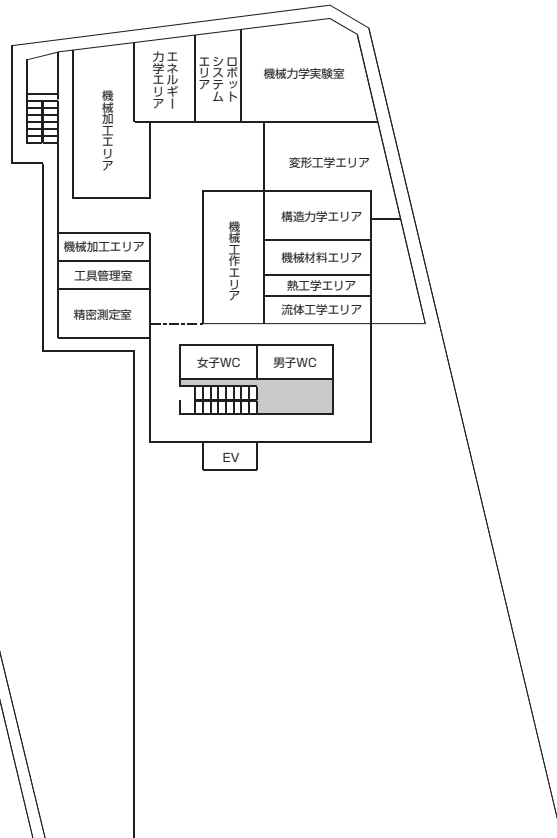 機械加工エリア
エネルギー
力学エリア
ロボット
システム
エリア
機械力学実験室
変形工学エリア
構造力学エリア
機械工作エリア
機械加工エリア
機械材料エリア
工具管理室
熱工学エリア
流体工学エリア
精密測定室
女子WC
男子WC
EV